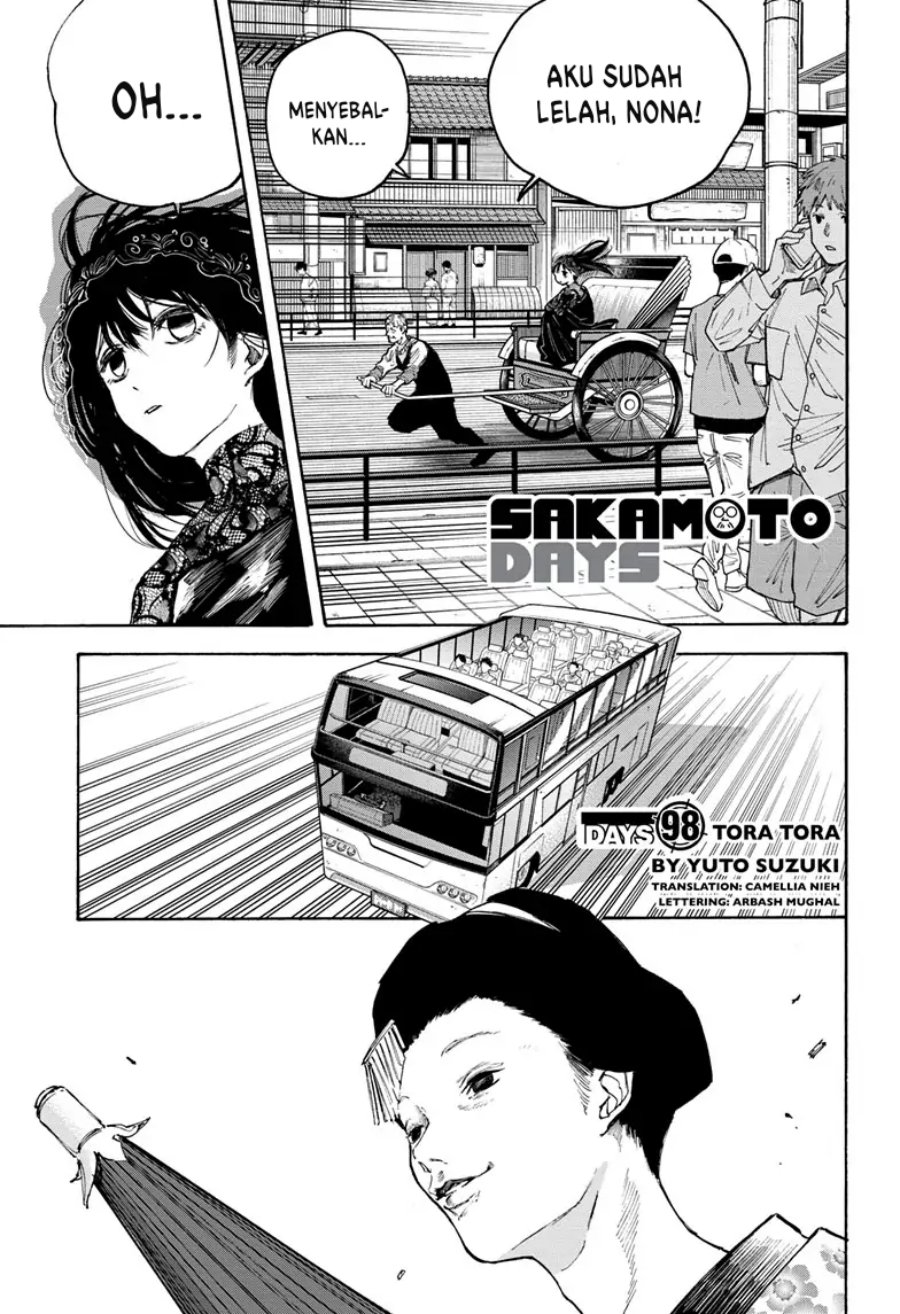 AKU SUDAH
LELAH, NONA!
MENYEBAL-
KAN...
OH...
SAKAMOTO
DAYS
DAYS 98 TORA TORA
BY YUTO SUZUKI
TRANSLATION: CAMELLIA NIEH
LETTERING: ARBASH MUGHAL